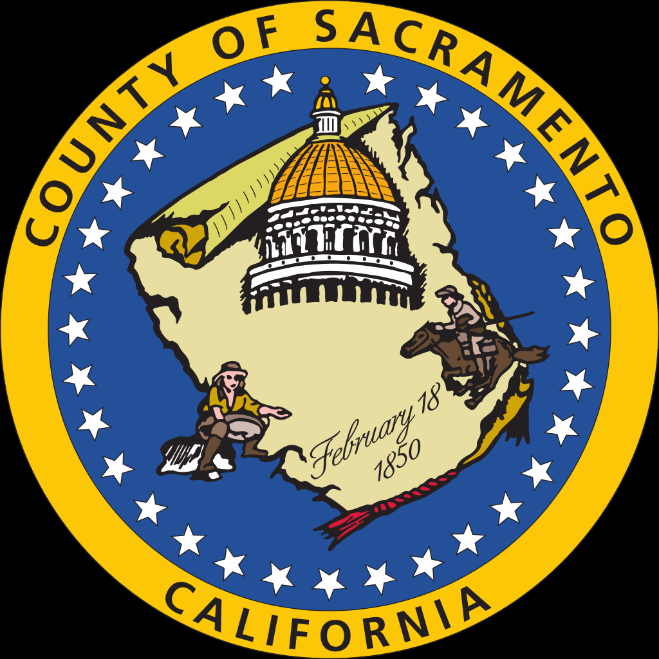 COUNTY OF SACRAMENTO
February 18
1850
CALIFORNIA